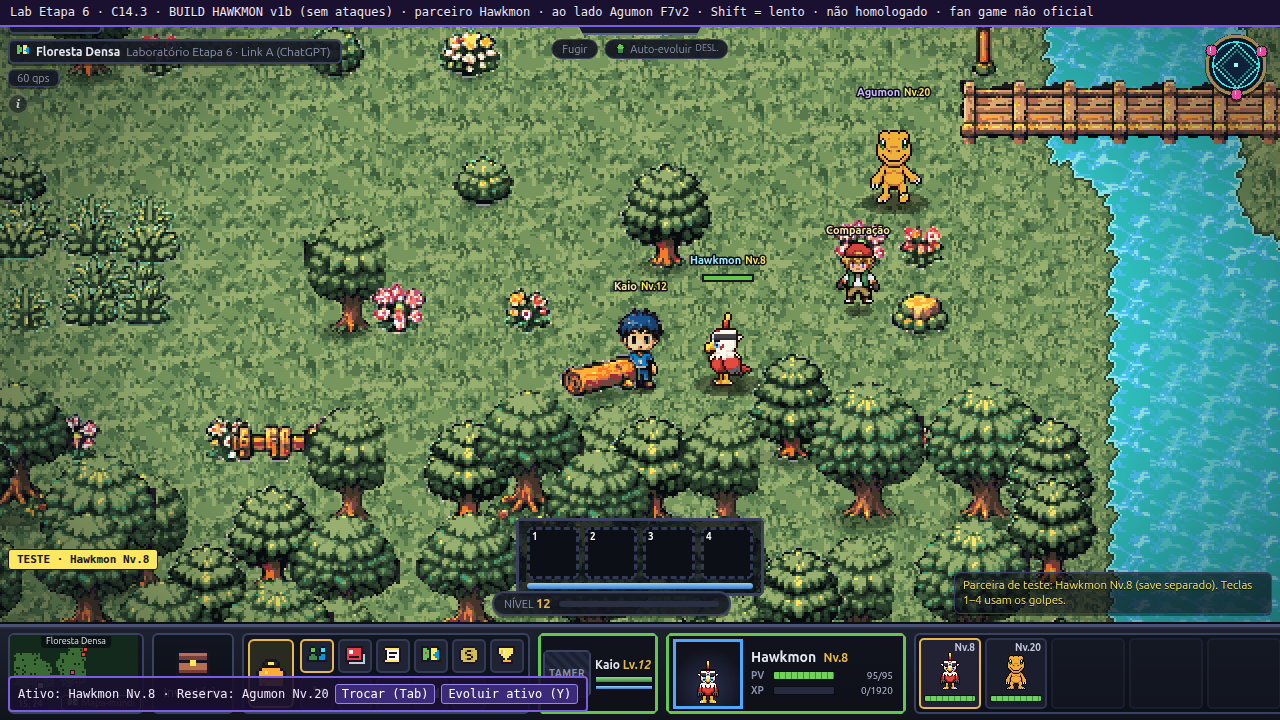 Lab Etapa 6 · C14.3 · BUILD HAWKMON v1b (sem ataques) · parceiro Hawkmon · ao lado Agumon F7v2 · Shift = lento · não homologado · fan game não oficial
Floresta Densa Laboratório Etapa 6 · Link A (ChatGPT)
Fugir
Auto-evoluir DESL.
60 qps
i
Agumon Nv.20
Comparação
Hawkmon Nv.8
Kaio Nv.12
1 2 3 4
TESTE · Hawkmon Nv.8
NÍVEL 12
Parceira de teste: Hawkmon Nv.8 (save separado). Teclas
1–4 usam os golpes.
Floresta Densa
TAMER
Kaio Lv.12
Hawkmon Nv.8
PV 95/95
XP 0/1920
Nv.8
Nv.20
Ativo: Hawkmon Nv.8 · Reserva: Agumon Nv.20 Trocar (Tab) Evoluir ativo (Y)